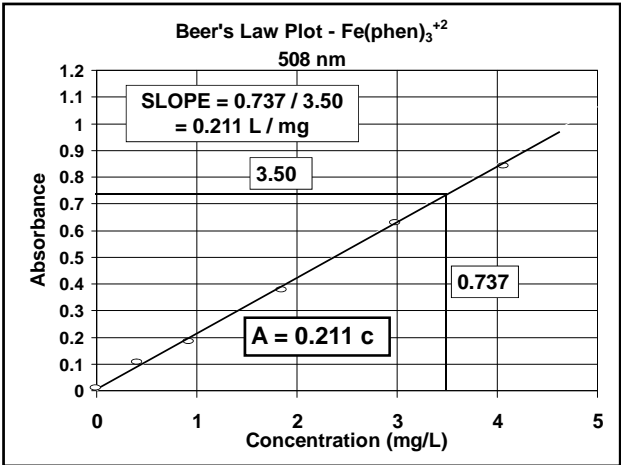 Beer's Law Plot - Fe(phen)₃⁺²
508 nm
1.2
1.1
1
0.9
0.8
0.7
0.6
0.5
0.4
0.3
0.2
0.1
0
Absorbance
SLOPE = 0.737 / 3.50
= 0.211 L / mg
3.50
0.737
A = 0.211 c
0 1 2 3 4 5
Concentration (mg/L)